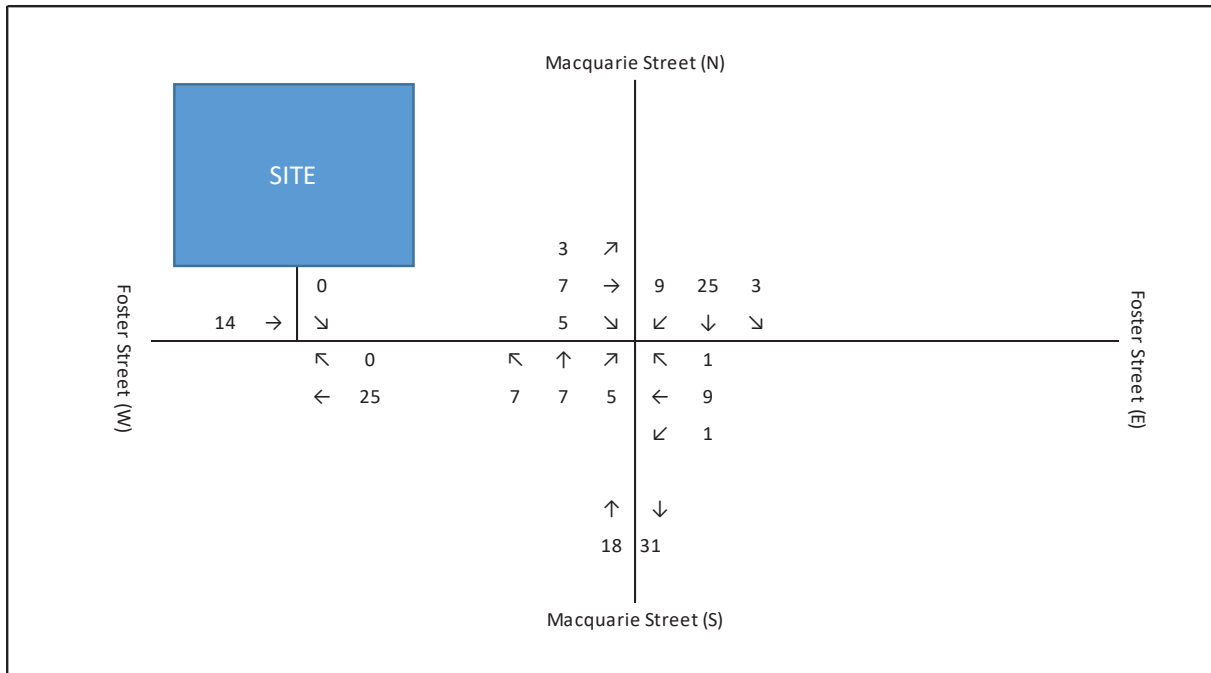 Macquarie Street (N)
SITE
3 ↗
0
7 → 9 25 3
14 → ↘
5 ↘ ↙ ↓ ↘
Foster Street (W)
Foster Street (E)
↖ 0
↖ ↑ ↗ ↖ 1
← 25
7 7 5 ← 9
↙ 1
↑ ↓
18 31
Macquarie Street (S)